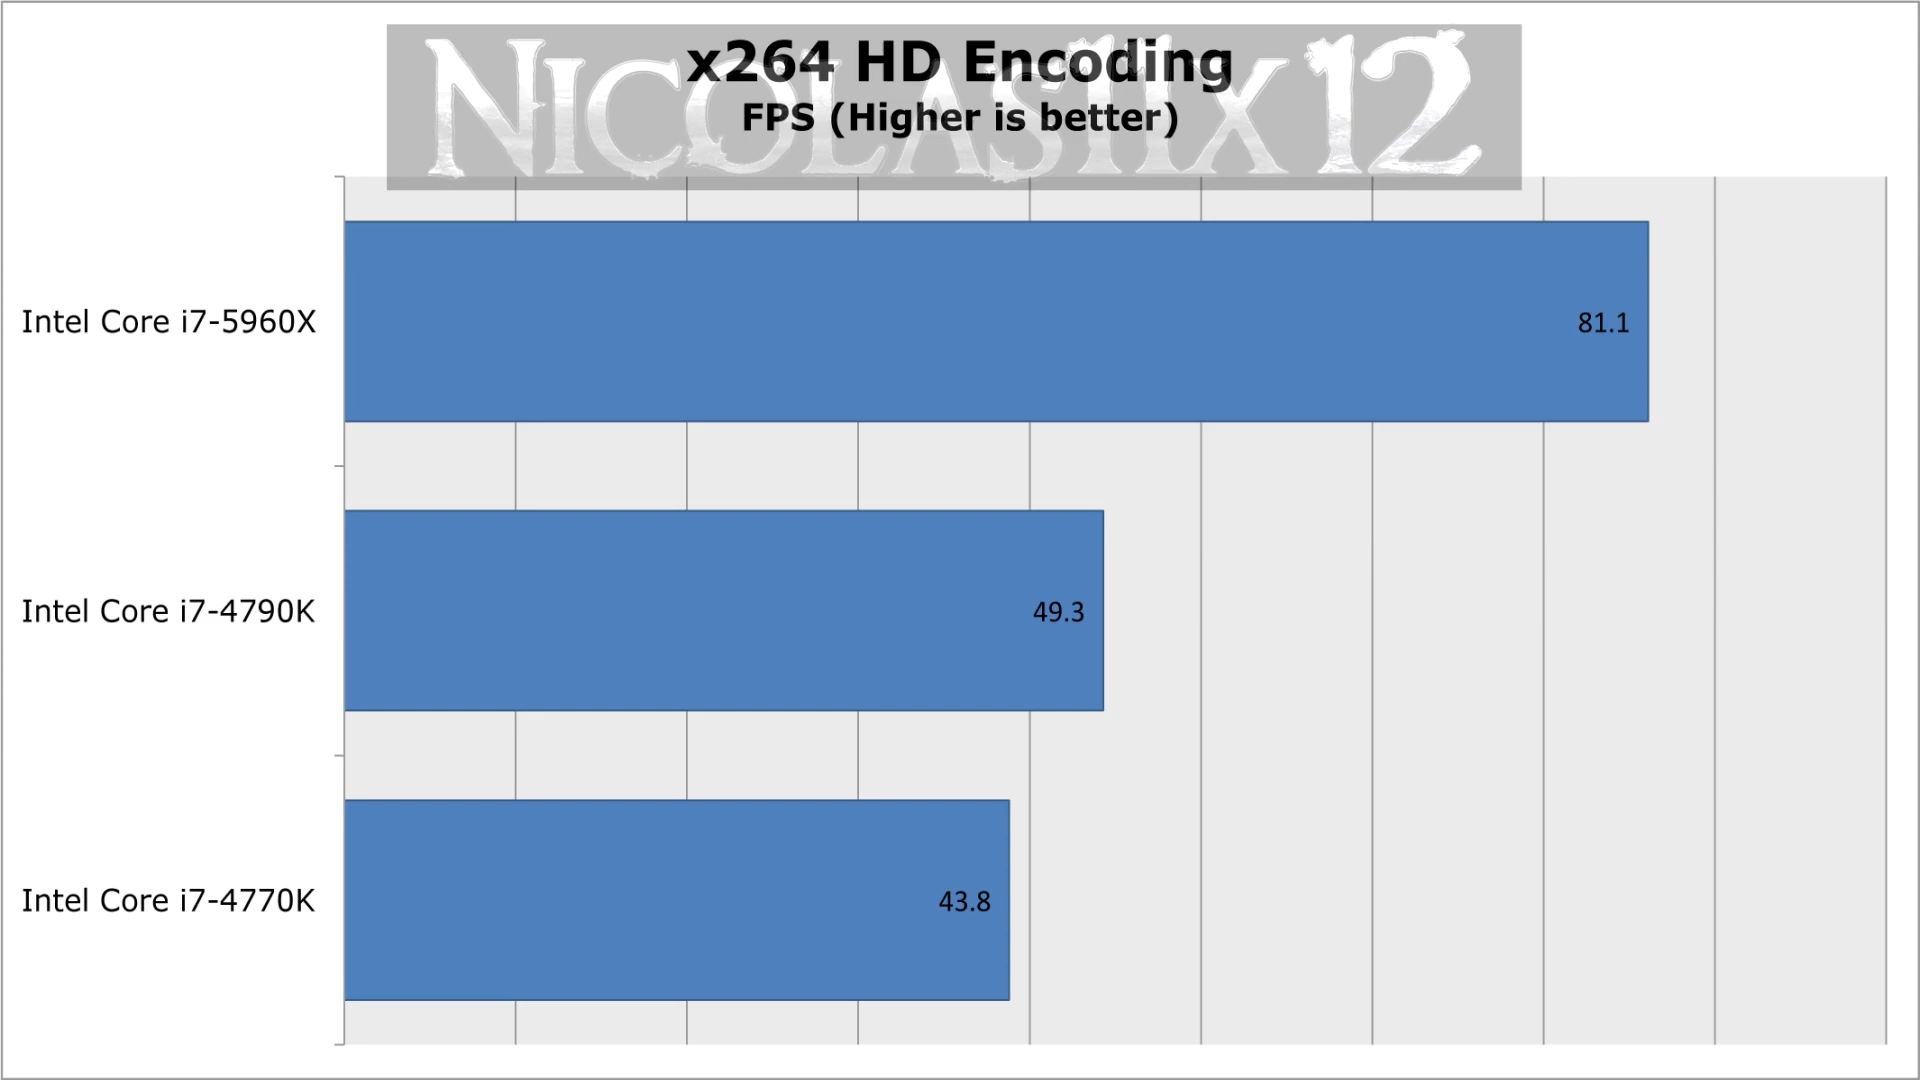 x264 HD Encoding
FPS (Higher is better)
NICOLAS11X12
Intel Core i7-5960X
81.1
Intel Core i7-4790K
49.3
Intel Core i7-4770K
43.8